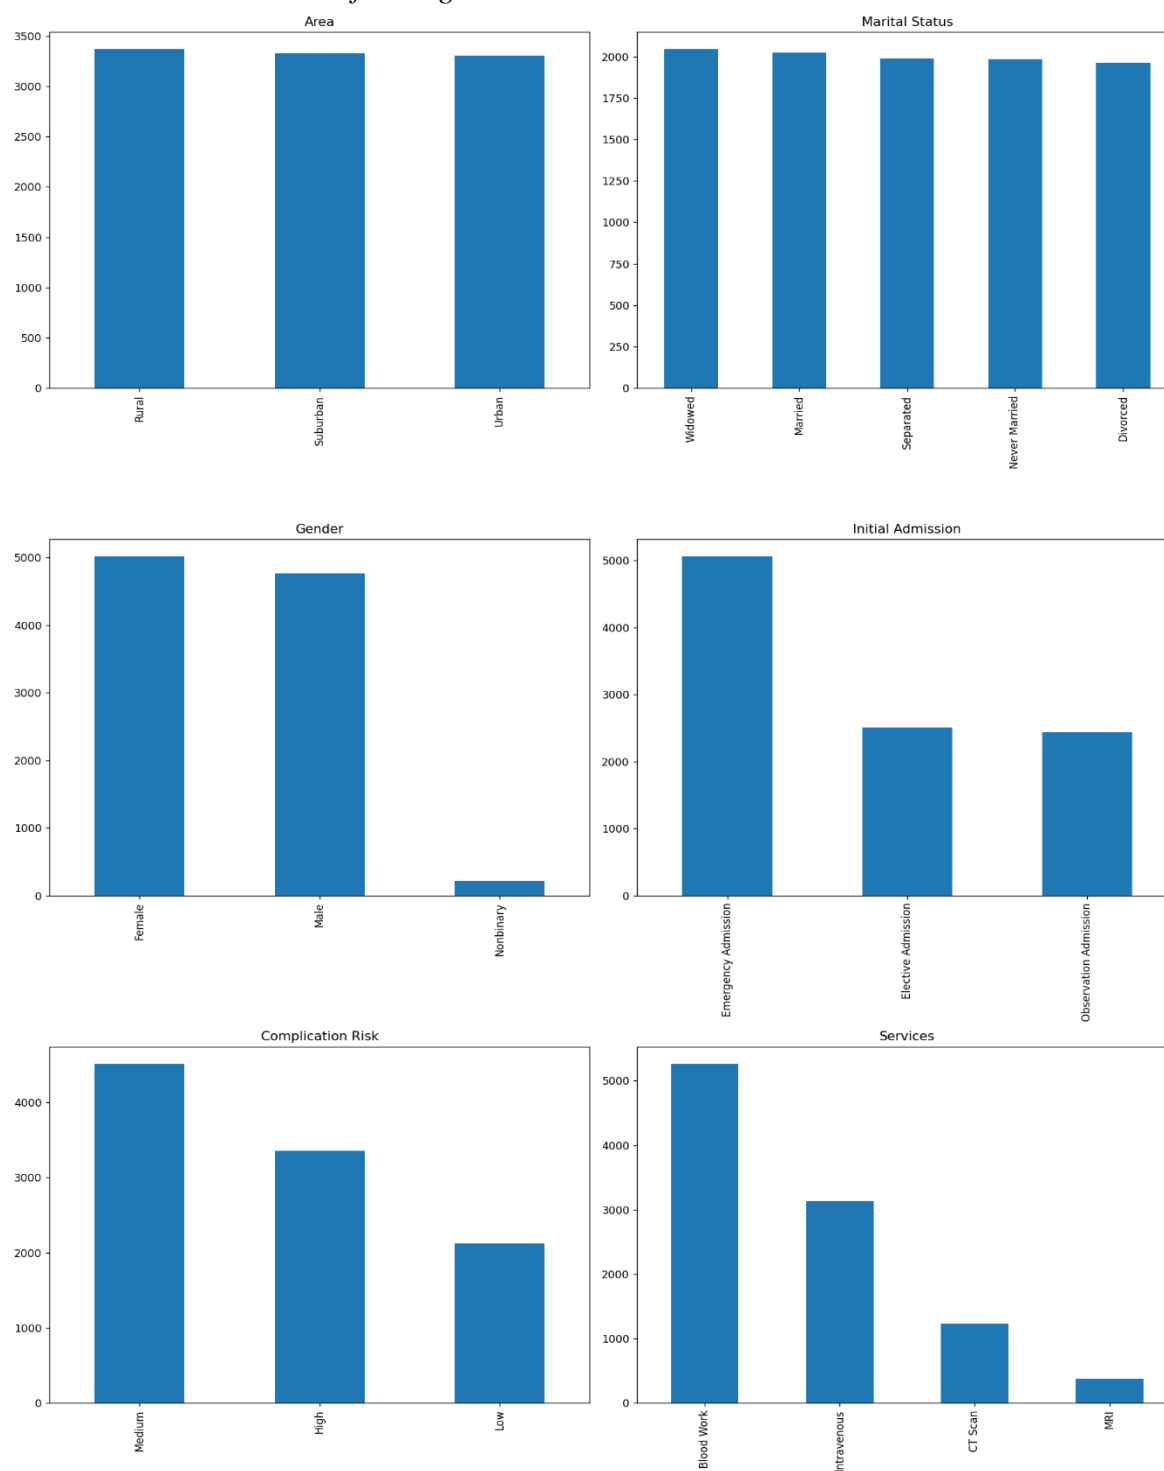 Area
3500
3000
2500
2000
1500
1000
500
0
Rural
Suburban
Urban
Marital Status
2000
1750
1500
1250
1000
750
500
250
0
Widowed
Married
Separated
Never Married
Divorced
Gender
5000
4000
3000
2000
1000
0
Female
Male
Nonbinary
Initial Admission
5000
4000
3000
2000
1000
0
Emergency Admission
Elective Admission
Observation Admission
Complication Risk
4000
3000
2000
1000
0
Medium
High
Low
Services
5000
4000
3000
2000
1000
0
Blood Work
Intravenous
CT Scan
MRI